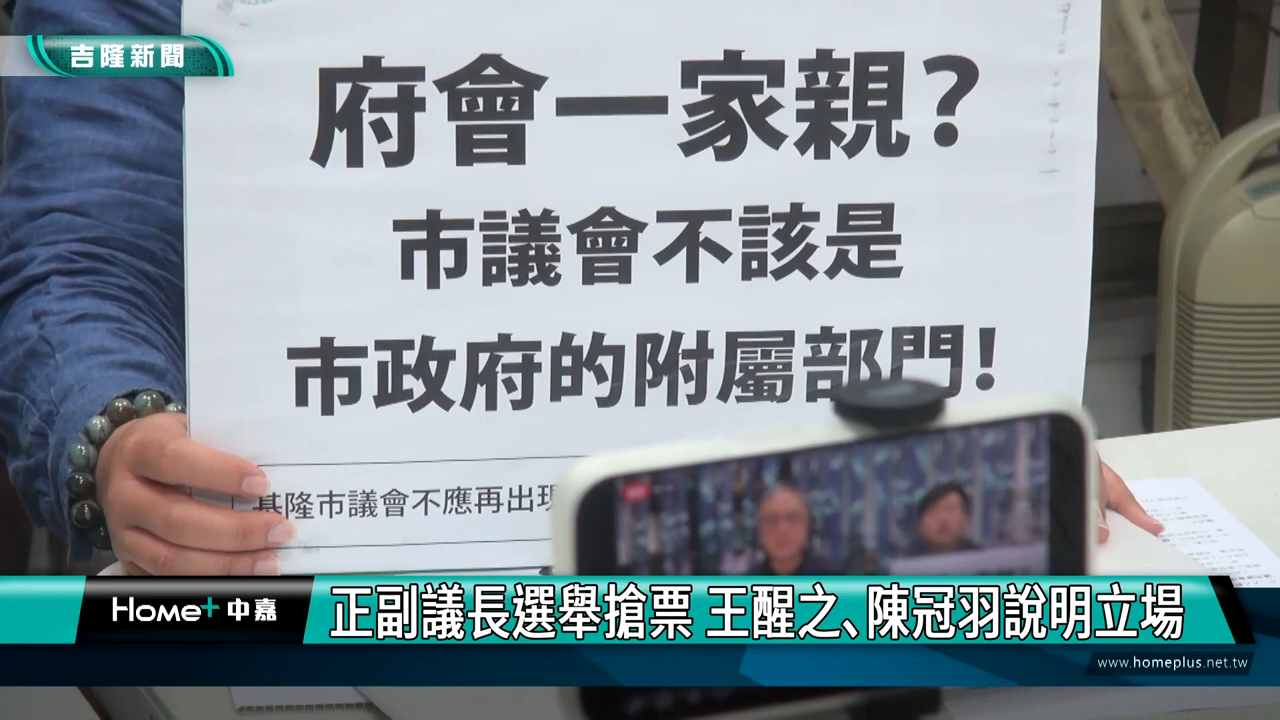 吉隆新聞
府會一家親?
市議會不該是
市政府的附屬部門!
基隆市議會不應再出現
Home+中嘉
正副議長選舉搶票 王醒之、陳冠羽說明立場
www.homeplus.net.tw